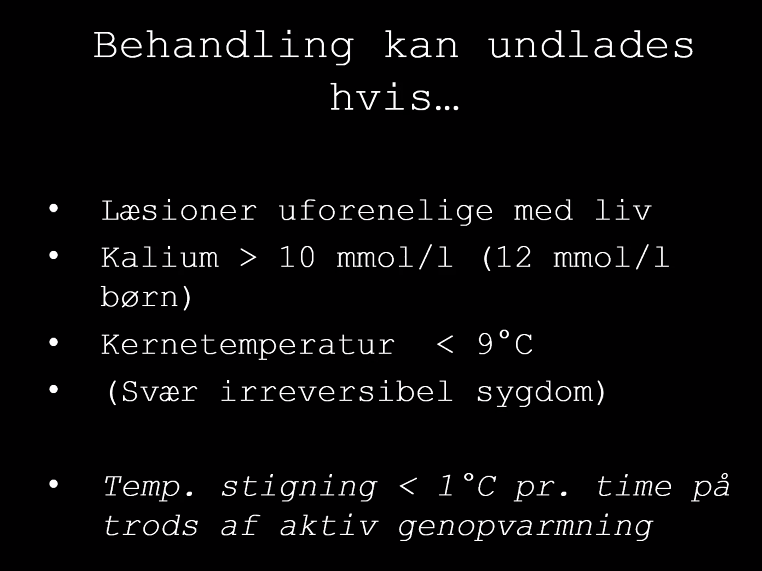 Behandling kan undlades
hvis…
• Læsioner uforenelige med liv
• Kalium > 10 mmol/l (12 mmol/l
børn)
• Kernetemperatur < 9°C
• (Svær irreversibel sygdom)
• Temp. stigning < 1°C pr. time på
trods af aktiv genopvarmning